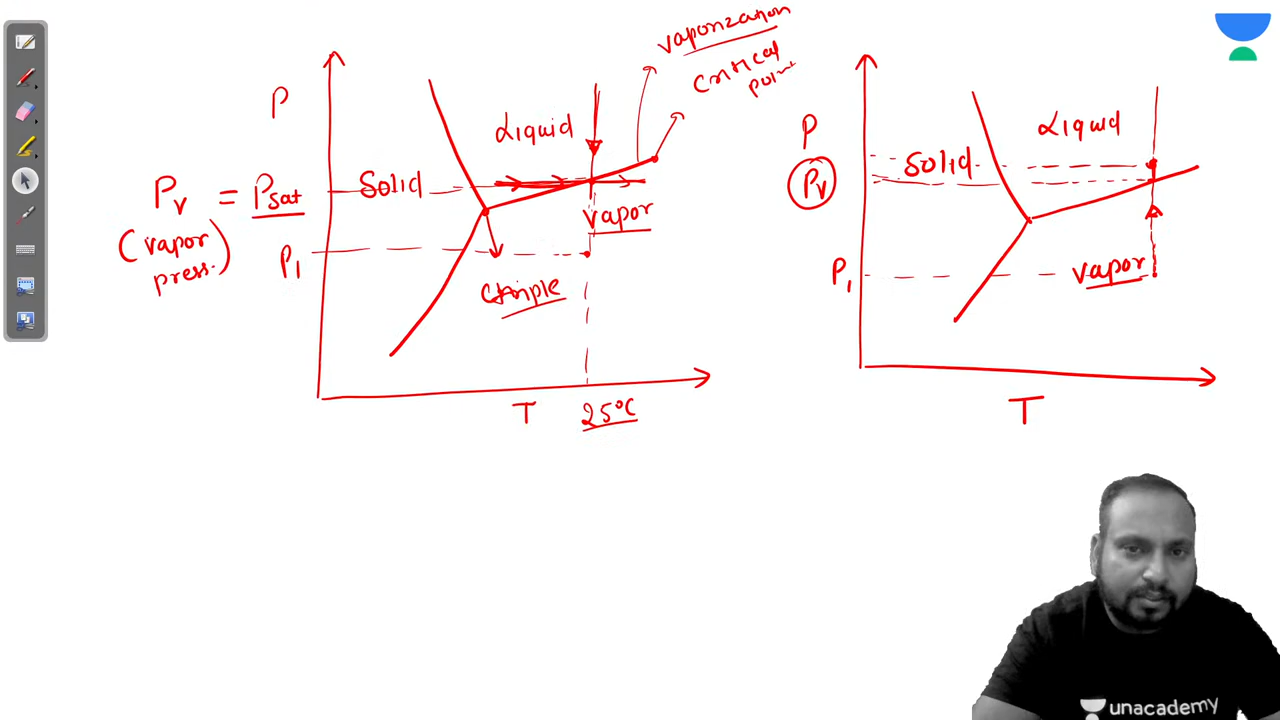 vaporization
critical
point
P
Liquid
Solid
Pv = Psat
(vapor
press.)
vapor
P1
triple
T 25°C
P
Liquid
Solid
Pv
P1
vapor
T
unacademy